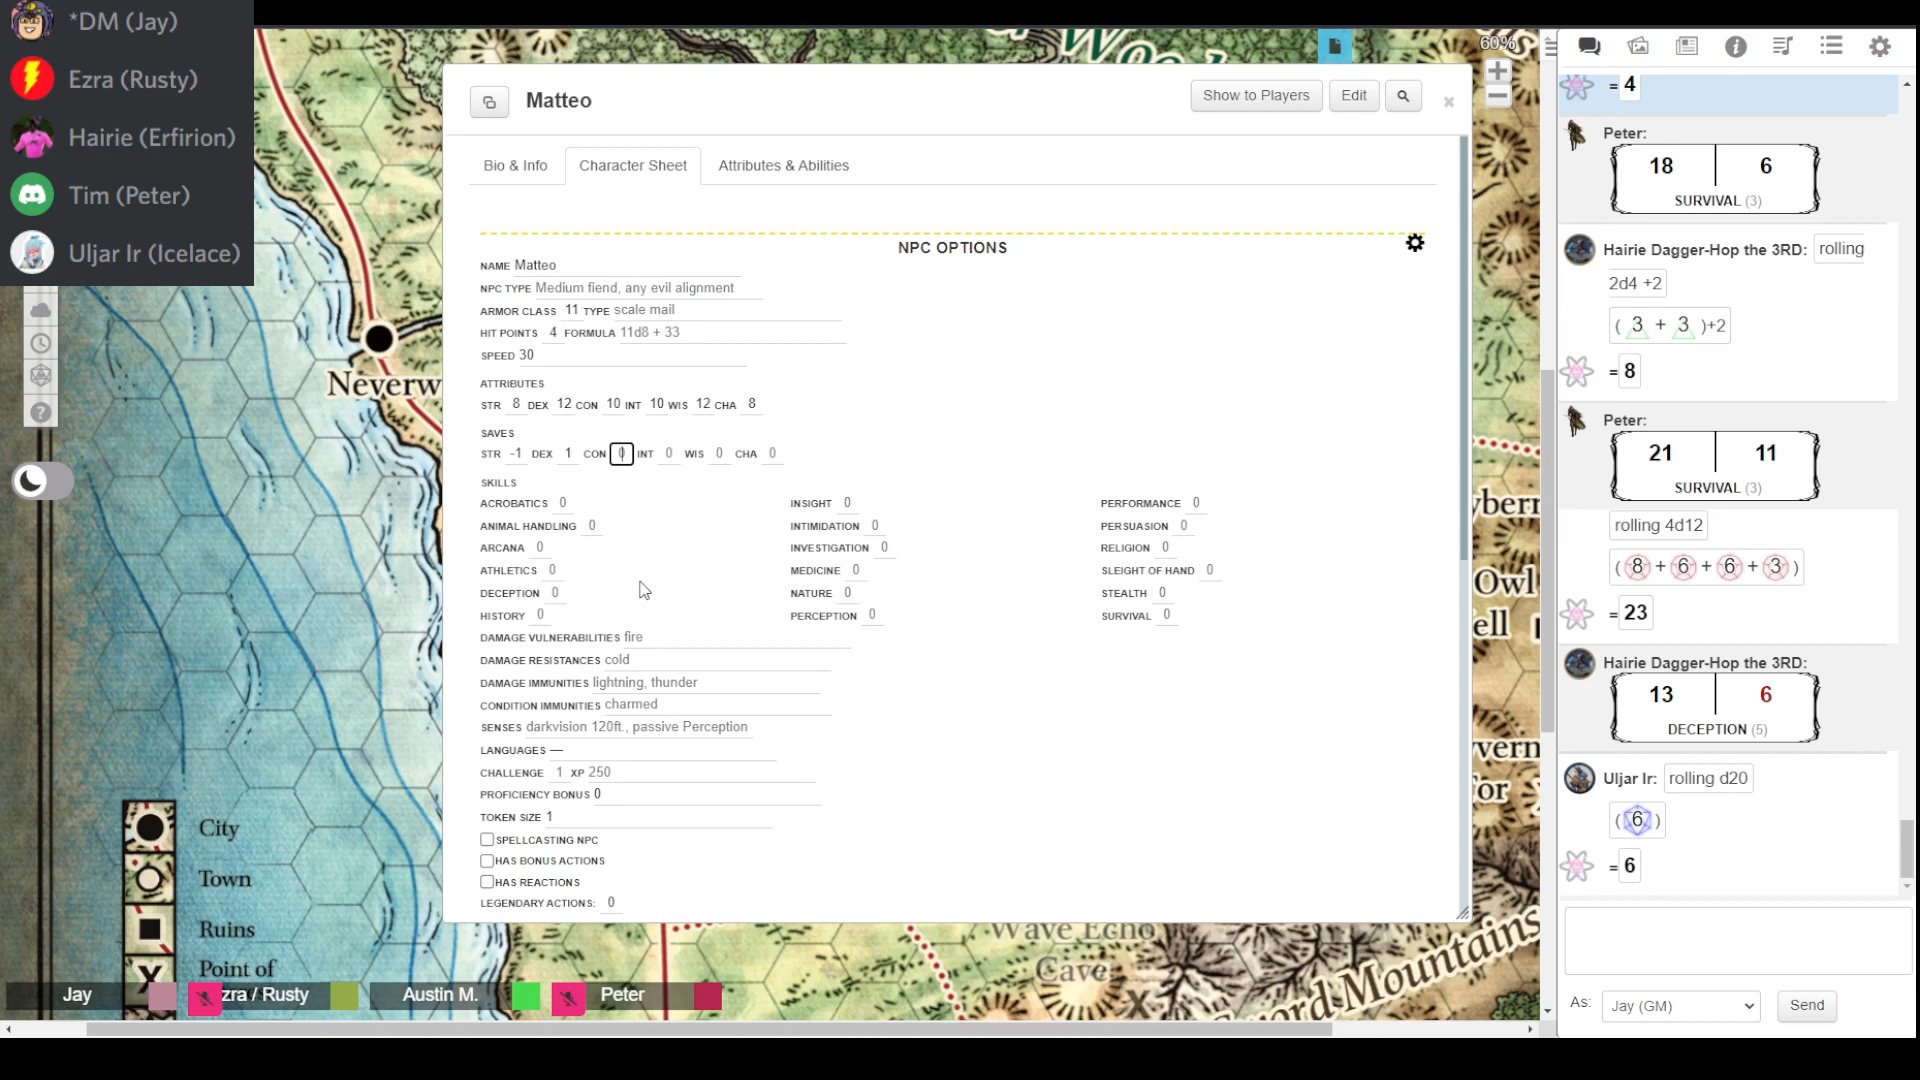 *DM (Jay)
Ezra (Rusty)
Hairie (Erfirion)
Tim (Peter)
Uljar Ir (Icelace)
60%
Matteo
Show to Players
Edit
Bio & Info
Character Sheet
Attributes & Abilities
NPC OPTIONS
NAME Matteo
NPC TYPE Medium fiend, any evil alignment
ARMOR CLASS 11 TYPE scale mail
HIT POINTS 4 FORMULA 11d8 + 33
SPEED 30
ATTRIBUTES
STR 8 DEX 12 CON 10 INT 10 WIS 12 CHA 8
SAVES
STR -1 DEX 1 CON 0 INT 0 WIS 0 CHA 0
SKILLS
ACROBATICS 0 INSIGHT 0 PERFORMANCE 0
ANIMAL HANDLING 0 INTIMIDATION 0 PERSUASION 0
ARCANA 0 INVESTIGATION 0 RELIGION 0
ATHLETICS 0 MEDICINE 0 SLEIGHT OF HAND 0
DECEPTION 0 NATURE 0 STEALTH 0
HISTORY 0 PERCEPTION 0 SURVIVAL 0
DAMAGE VULNERABILITIES fire
DAMAGE RESISTANCES cold
DAMAGE IMMUNITIES lightning, thunder
CONDITION IMMUNITIES charmed
SENSES darkvision 120ft., passive Perception
LANGUAGES —
CHALLENGE 1 XP 250
PROFICIENCY BONUS 0
TOKEN SIZE 1
SPELLCASTING NPC
HAS BONUS ACTIONS
HAS REACTIONS
LEGENDARY ACTIONS: 0
Neverw
City
Town
Ruins
Point of
Wave Echo
Cave
Sword Mountains
Owl
ell
Jay
zra / Rusty
Austin M.
Peter
=4
Peter:
18 6
SURVIVAL (3)
Hairie Dagger-Hop the 3RD: rolling
2d4 +2
( 3 + 3 )+2
=8
Peter:
21 11
SURVIVAL (3)
rolling 4d12
(8 + 6 + 6 + 3 )
=23
Hairie Dagger-Hop the 3RD:
13 6
DECEPTION (5)
Uljar Ir: rolling d20
(6)
=6
As: Jay (GM)
Send